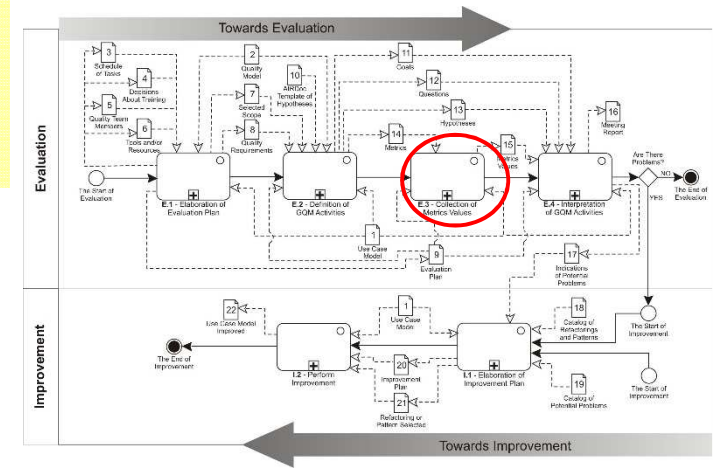 Towards Evaluation
Evaluation
3
Schedule
of Tasks
4
Decisions
About Training
5
Quality Team
Members
6
Tools and/or
Resources
2
Quality
Model
7
Selected
Scope
8
Quality
Requirements
10
AIRDoc
Template of
Hypotheses
11
Goals
12
Questions
13
Hypotheses
14
Metrics
15
Metrics
Values
16
Meeting
Report
The Start of
Evaluation
E.1 - Elaboration of
Evaluation Plan
E.2 - Definition of
GQM Activities
E.3 - Collection of
Metrics Values
E.4 - Interpretation
of GQM Activities
Are There
Problems?
NO
YES
The End of
Evaluation
1
Use Case
Model
9
Evaluation
Plan
17
Indications
of Potential
Problems
Improvement
22
Use Case Model
Improved
1
Use Case
Model
18
Catalog of
Refactorings
and Patterns
The Start of
Improvement
The End of
Improvement
I.2 - Perform
Improvement
20
Improvement
Plan
I.1 - Elaboration of
Improvement Plan
The Start of
Improvement
21
Refactoring or
Pattern Selected
19
Catalog of
Potential Problems
Towards Improvement